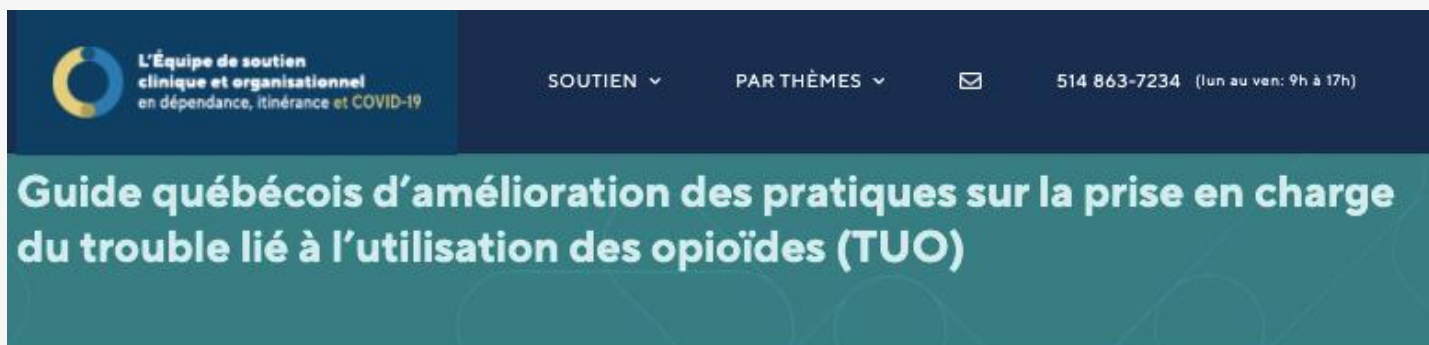 L'Équipe de soutien
clinique et organisationnel
en dépendance, itinérance et COVID-19
SOUTIEN
PAR THÈMES
514 863-7234 (lun au ven: 9h à 17h)
Guide québécois d'amélioration des pratiques sur la prise en charge
du trouble lié à l'utilisation des opioïdes (TUO)